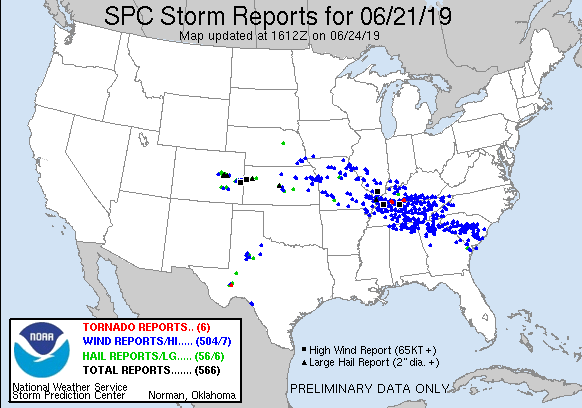 SPC Storm Reports for 06/21/19
Map updated at 1612Z on 06/24/19
NOAA
TORNADO REPORTS.. (6)
WIND REPORTS/HI..... (504/7)
HAIL REPORTS/LG..... (56/6)
TOTAL REPORTS....... (566)
National Weather Service
Storm Prediction Center Norman, Oklahoma
High Wind Report (65KT +)
Large Hail Report (2" dia. +)
PRELIMINARY DATA ONLY